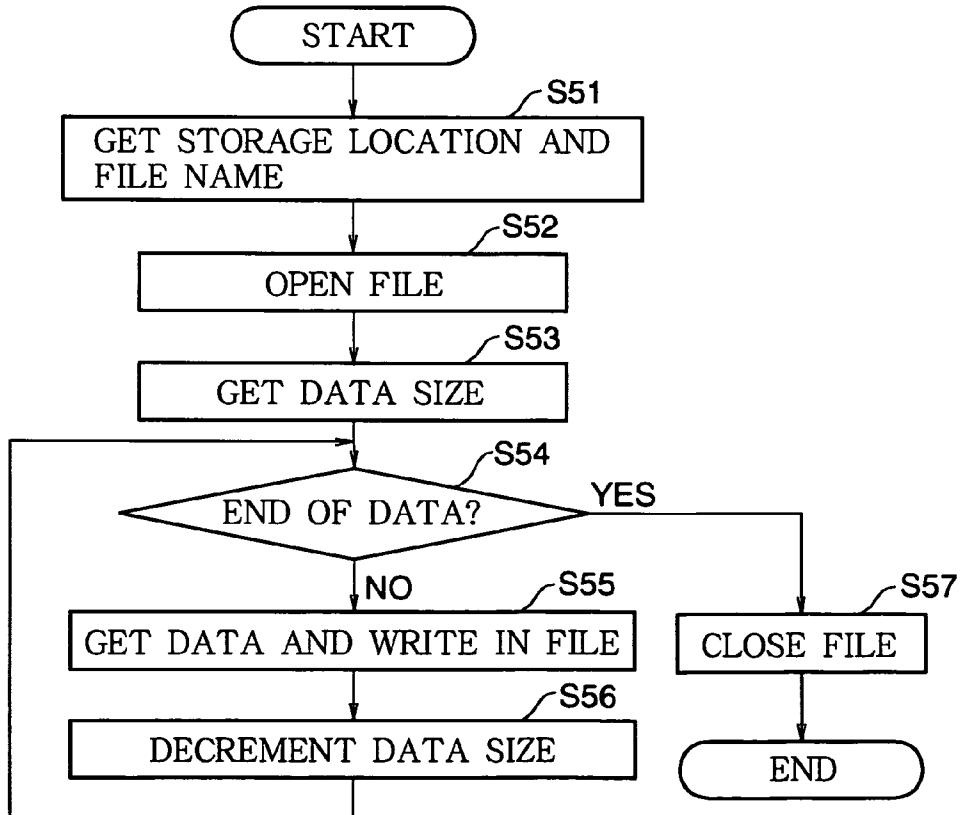 START
S51
GET STORAGE LOCATION AND
FILE NAME
S52
OPEN FILE
S53
GET DATA SIZE
S54
END OF DATA?
YES
NO
S55
GET DATA AND WRITE IN FILE
S57
CLOSE FILE
S56
DECREMENT DATA SIZE
END